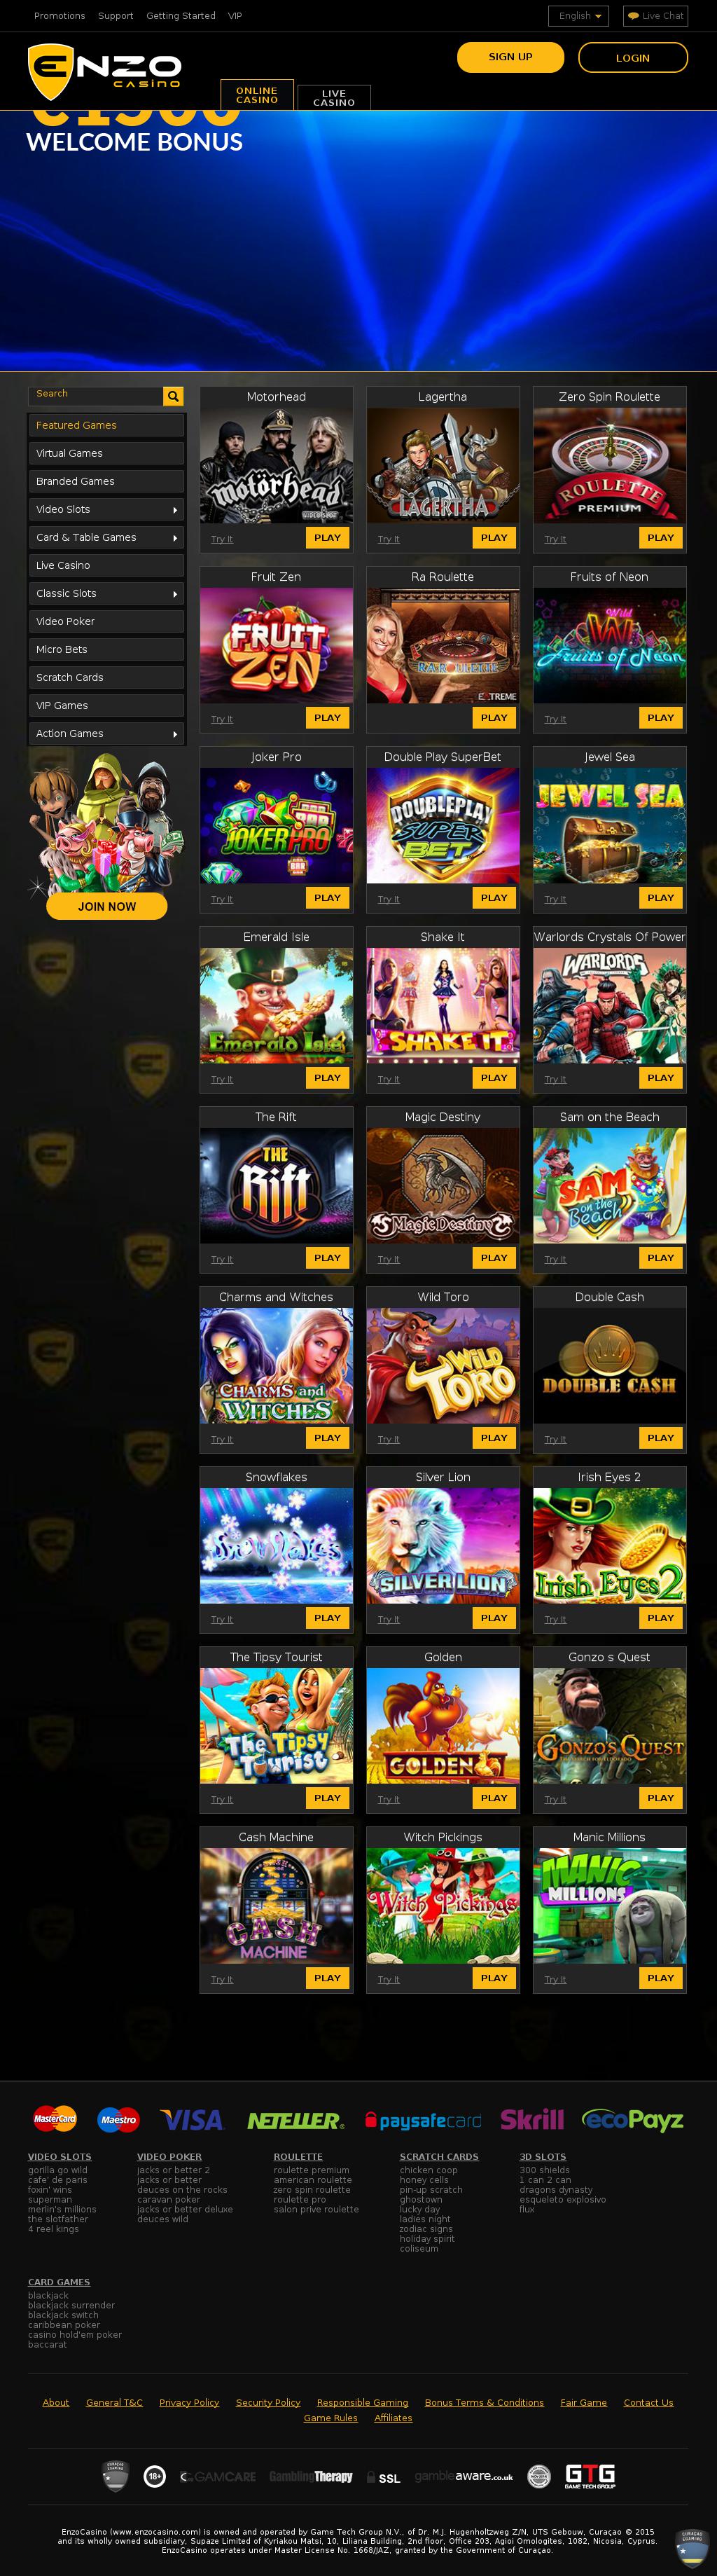 Promotions Support Getting Started VIP English Live Chat
ENZO
casino
SIGN UP LOGIN
ONLINE CASINO
LIVE CASINO
€1500
WELCOME BONUS
Search
Featured Games
Virtual Games
Branded Games
Video Slots
Card & Table Games
Live Casino
Classic Slots
Video Poker
Micro Bets
Scratch Cards
VIP Games
Action Games
JOIN NOW
Motorhead Lagertha Zero Spin Roulette
motörhead LAGERTHA ROULETTE
VIDEO SLOT PREMIUM
Try It PLAY Try It PLAY Try It PLAY
Fruit Zen Ra Roulette Fruits of Neon
FRUIT ZEN RA ROULETTE Wild Fruits of Neon
EXTREME
Try It PLAY Try It PLAY Try It PLAY
Joker Pro Double Play SuperBet Jewel Sea
JOKER PRO DOUBLEPLAY SUPER BET JEWEL SEA
Try It PLAY Try It PLAY Try It PLAY
Emerald Isle Shake It Warlords Crystals Of Power
Emerald Isle SHAKE IT WARLORDS
Try It PLAY Try It PLAY Try It PLAY
The Rift Magic Destiny Sam on the Beach
THE Rift Magic Destiny SAM on the Beach
Try It PLAY Try It PLAY Try It PLAY
Charms and Witches Wild Toro Double Cash
CHARMS and WITCHES WiLD TORO DOUBLE CA$H
Try It PLAY Try It PLAY Try It PLAY
Snowflakes Silver Lion Irish Eyes 2
Snowflakes SILVER LION Irish Eyes 2
Try It PLAY Try It PLAY Try It PLAY
The Tipsy Tourist Golden Gonzo s Quest
The Tipsy Tourist GOLDEN GONZO'S QUEST
THE SEARCH FOR ELDORADO
Try It PLAY Try It PLAY Try It PLAY
Cash Machine Witch Pickings Manic Millions
CASH MACHINE Witch Pickings MANIC MILLIONS
Try It PLAY Try It PLAY Try It PLAY
MasterCard Maestro VISA NETELLER paysafecard Skrill ecoPayz
VIDEO SLOTS
gorilla go wild
cafe' de paris
foxin' wins
superman
merlin's millions
the slotfather
4 reel kings
VIDEO POKER
jacks or better 2
jacks or better
deuces on the rocks
caravan poker
jacks or better deluxe
deuces wild
ROULETTE
roulette premium
american roulette
zero spin roulette
roulette pro
salon prive roulette
SCRATCH CARDS
chicken coop
honey cells
pin-up scratch
ghostown
lucky day
ladies night
zodiac signs
holiday spirit
coliseum
3D SLOTS
300 shields
1 can 2 can
dragons dynasty
esqueleto explosivo
flux
CARD GAMES
blackjack
blackjack surrender
blackjack switch
caribbean poker
casino hold'em poker
baccarat
About General T&C Privacy Policy Security Policy Responsible Gaming Bonus Terms & Conditions Fair Game Contact Us
Game Rules Affiliates
CURAÇAO GAMING 18+ GAMCARE GamblingTherapy SSL gambleaware.co.uk GTG
GAME TECH GROUP
EnzoCasino (www.enzocasino.com) is owned and operated by Game Tech Group N.V., of Dr. M.J. Hugenholtzweg Z/N, UTS Gebouw, Curaçao © 2015
and its wholly owned subsidiary, Supaze Limited of Kyriakou Matsi, 10, Liliana Building, 2nd floor, Office 203, Agioi Omologites, 1082, Nicosia, Cyprus.
EnzoCasino operates under Master License No. 1668/JAZ, granted by the Government of Curaçao.
CURAÇAO GAMING